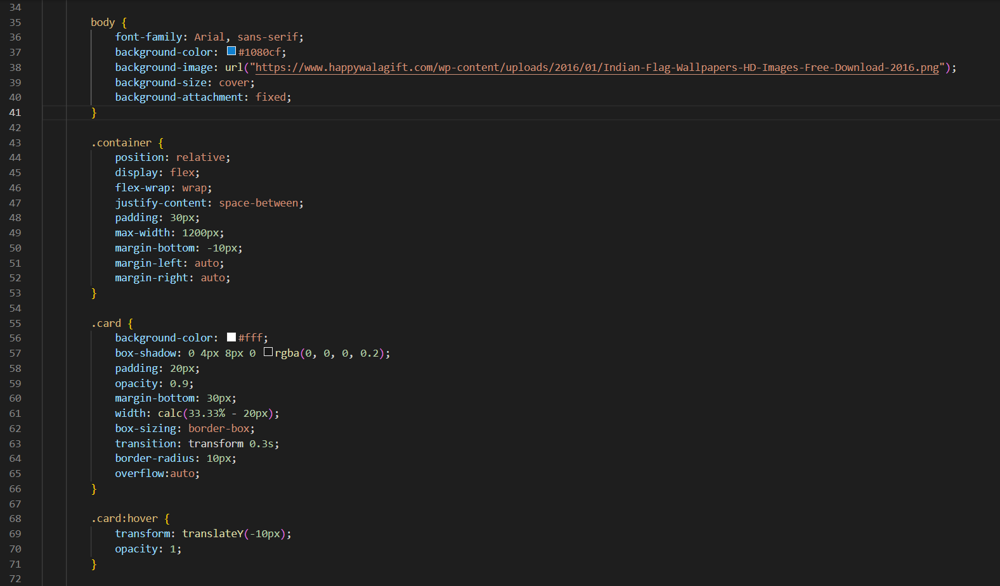 34
35 body {
36 font-family: Arial, sans-serif;
37 background-color: #1080cf;
38 background-image: url("https://www.happywalagift.com/wp-content/uploads/2016/01/Indian-Flag-Wallpapers-HD-Images-Free-Download-2016.png");
39 background-size: cover;
40 background-attachment: fixed;
41 }
42
43 .container {
44 position: relative;
45 display: flex;
46 flex-wrap: wrap;
47 justify-content: space-between;
48 padding: 30px;
49 max-width: 1200px;
50 margin-bottom: -10px;
51 margin-left: auto;
52 margin-right: auto;
53 }
54
55 .card {
56 background-color: #fff;
57 box-shadow: 0 4px 8px 0 rgba(0, 0, 0, 0.2);
58 padding: 20px;
59 opacity: 0.9;
60 margin-bottom: 30px;
61 width: calc(33.33% - 20px);
62 box-sizing: border-box;
63 transition: transform 0.3s;
64 border-radius: 10px;
65 overflow:auto;
66 }
67
68 .card:hover {
69 transform: translateY(-10px);
70 opacity: 1;
71 }
72